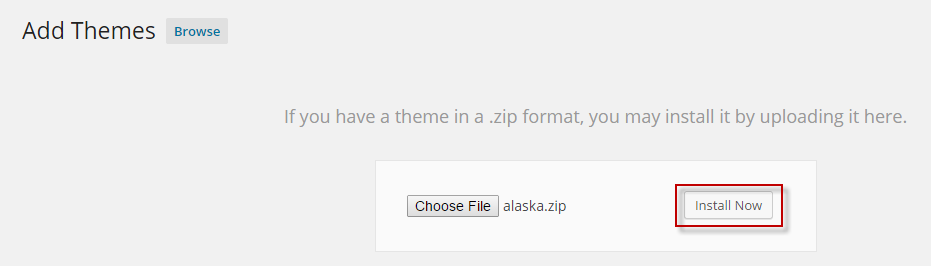 Add Themes Browse
If you have a theme in a .zip format, you may install it by uploading it here.
Choose File alaska.zip Install Now